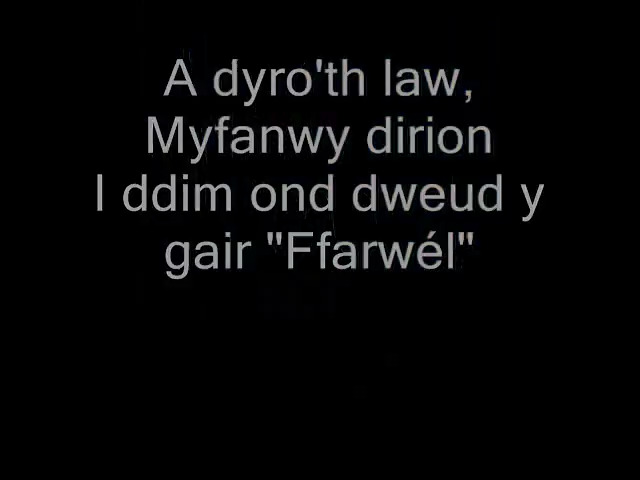 A dyro'th law,
Myfanwy dirion
I ddim ond dweud y
gair "Ffarwél"